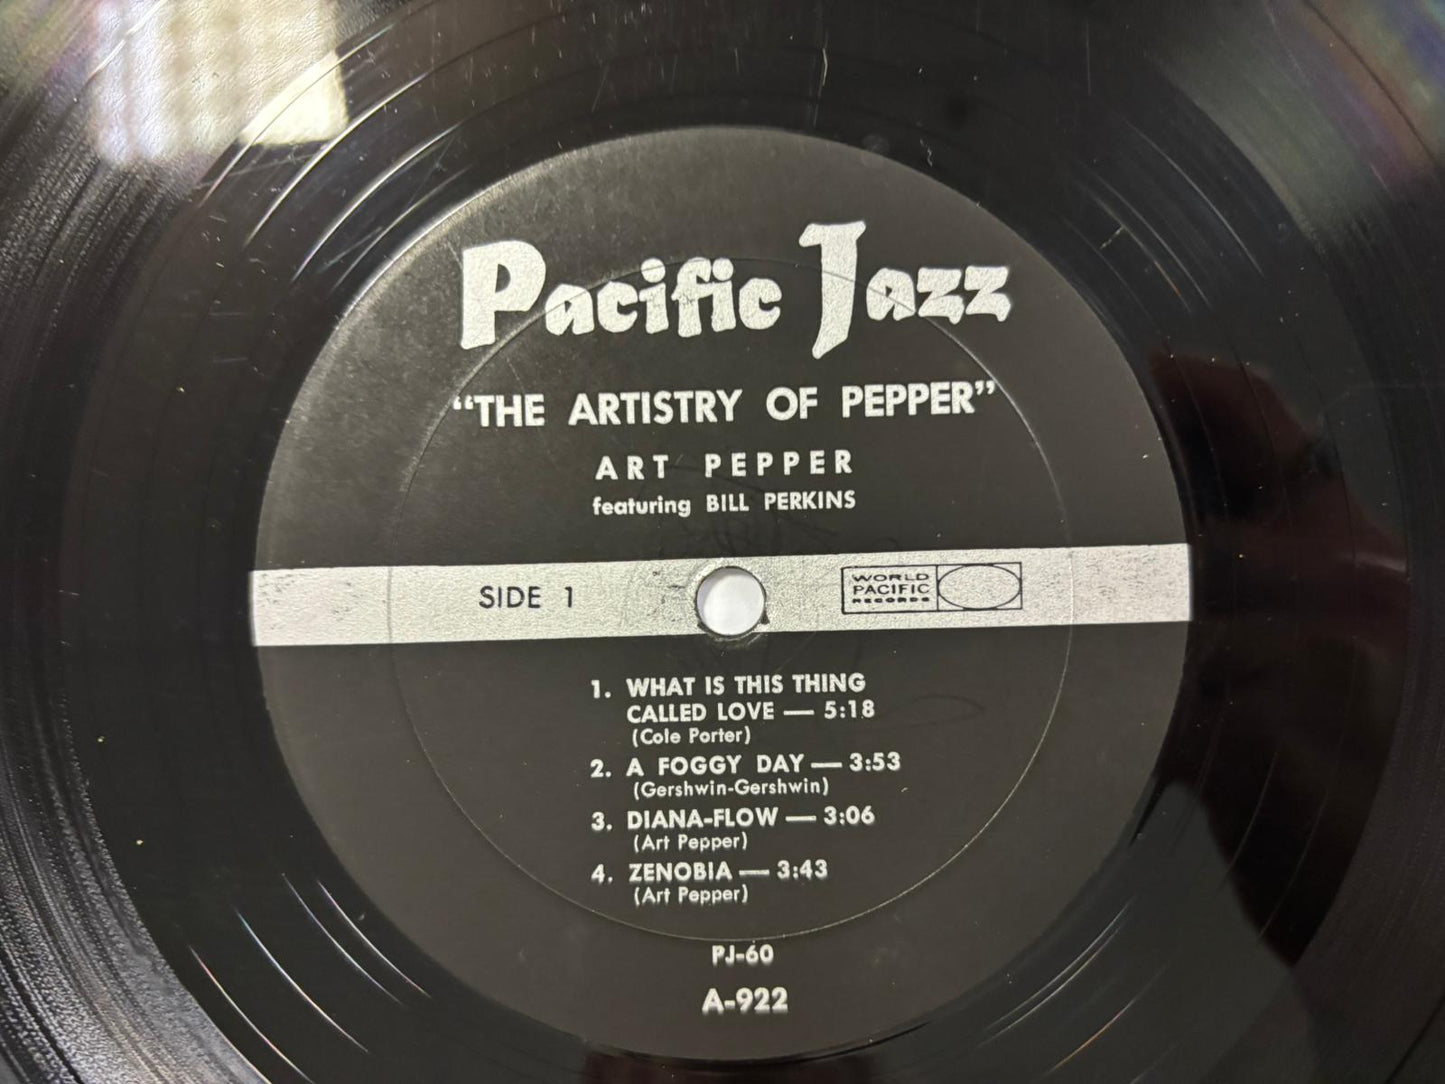 Pacific Jazz
“THE ARTISTRY OF PEPPER”
ART PEPPER
featuring BILL PERKINS
SIDE 1
WORLD
PACIFIC
RECORDS
1. WHAT IS THIS THING
CALLED LOVE — 5:18
(Cole Porter)
2. A FOGGY DAY — 3:53
(Gershwin-Gershwin)
3. DIANA-FLOW — 3:06
(Art Pepper)
4. ZENOBIA — 3:43
(Art Pepper)
PJ-60
A-922